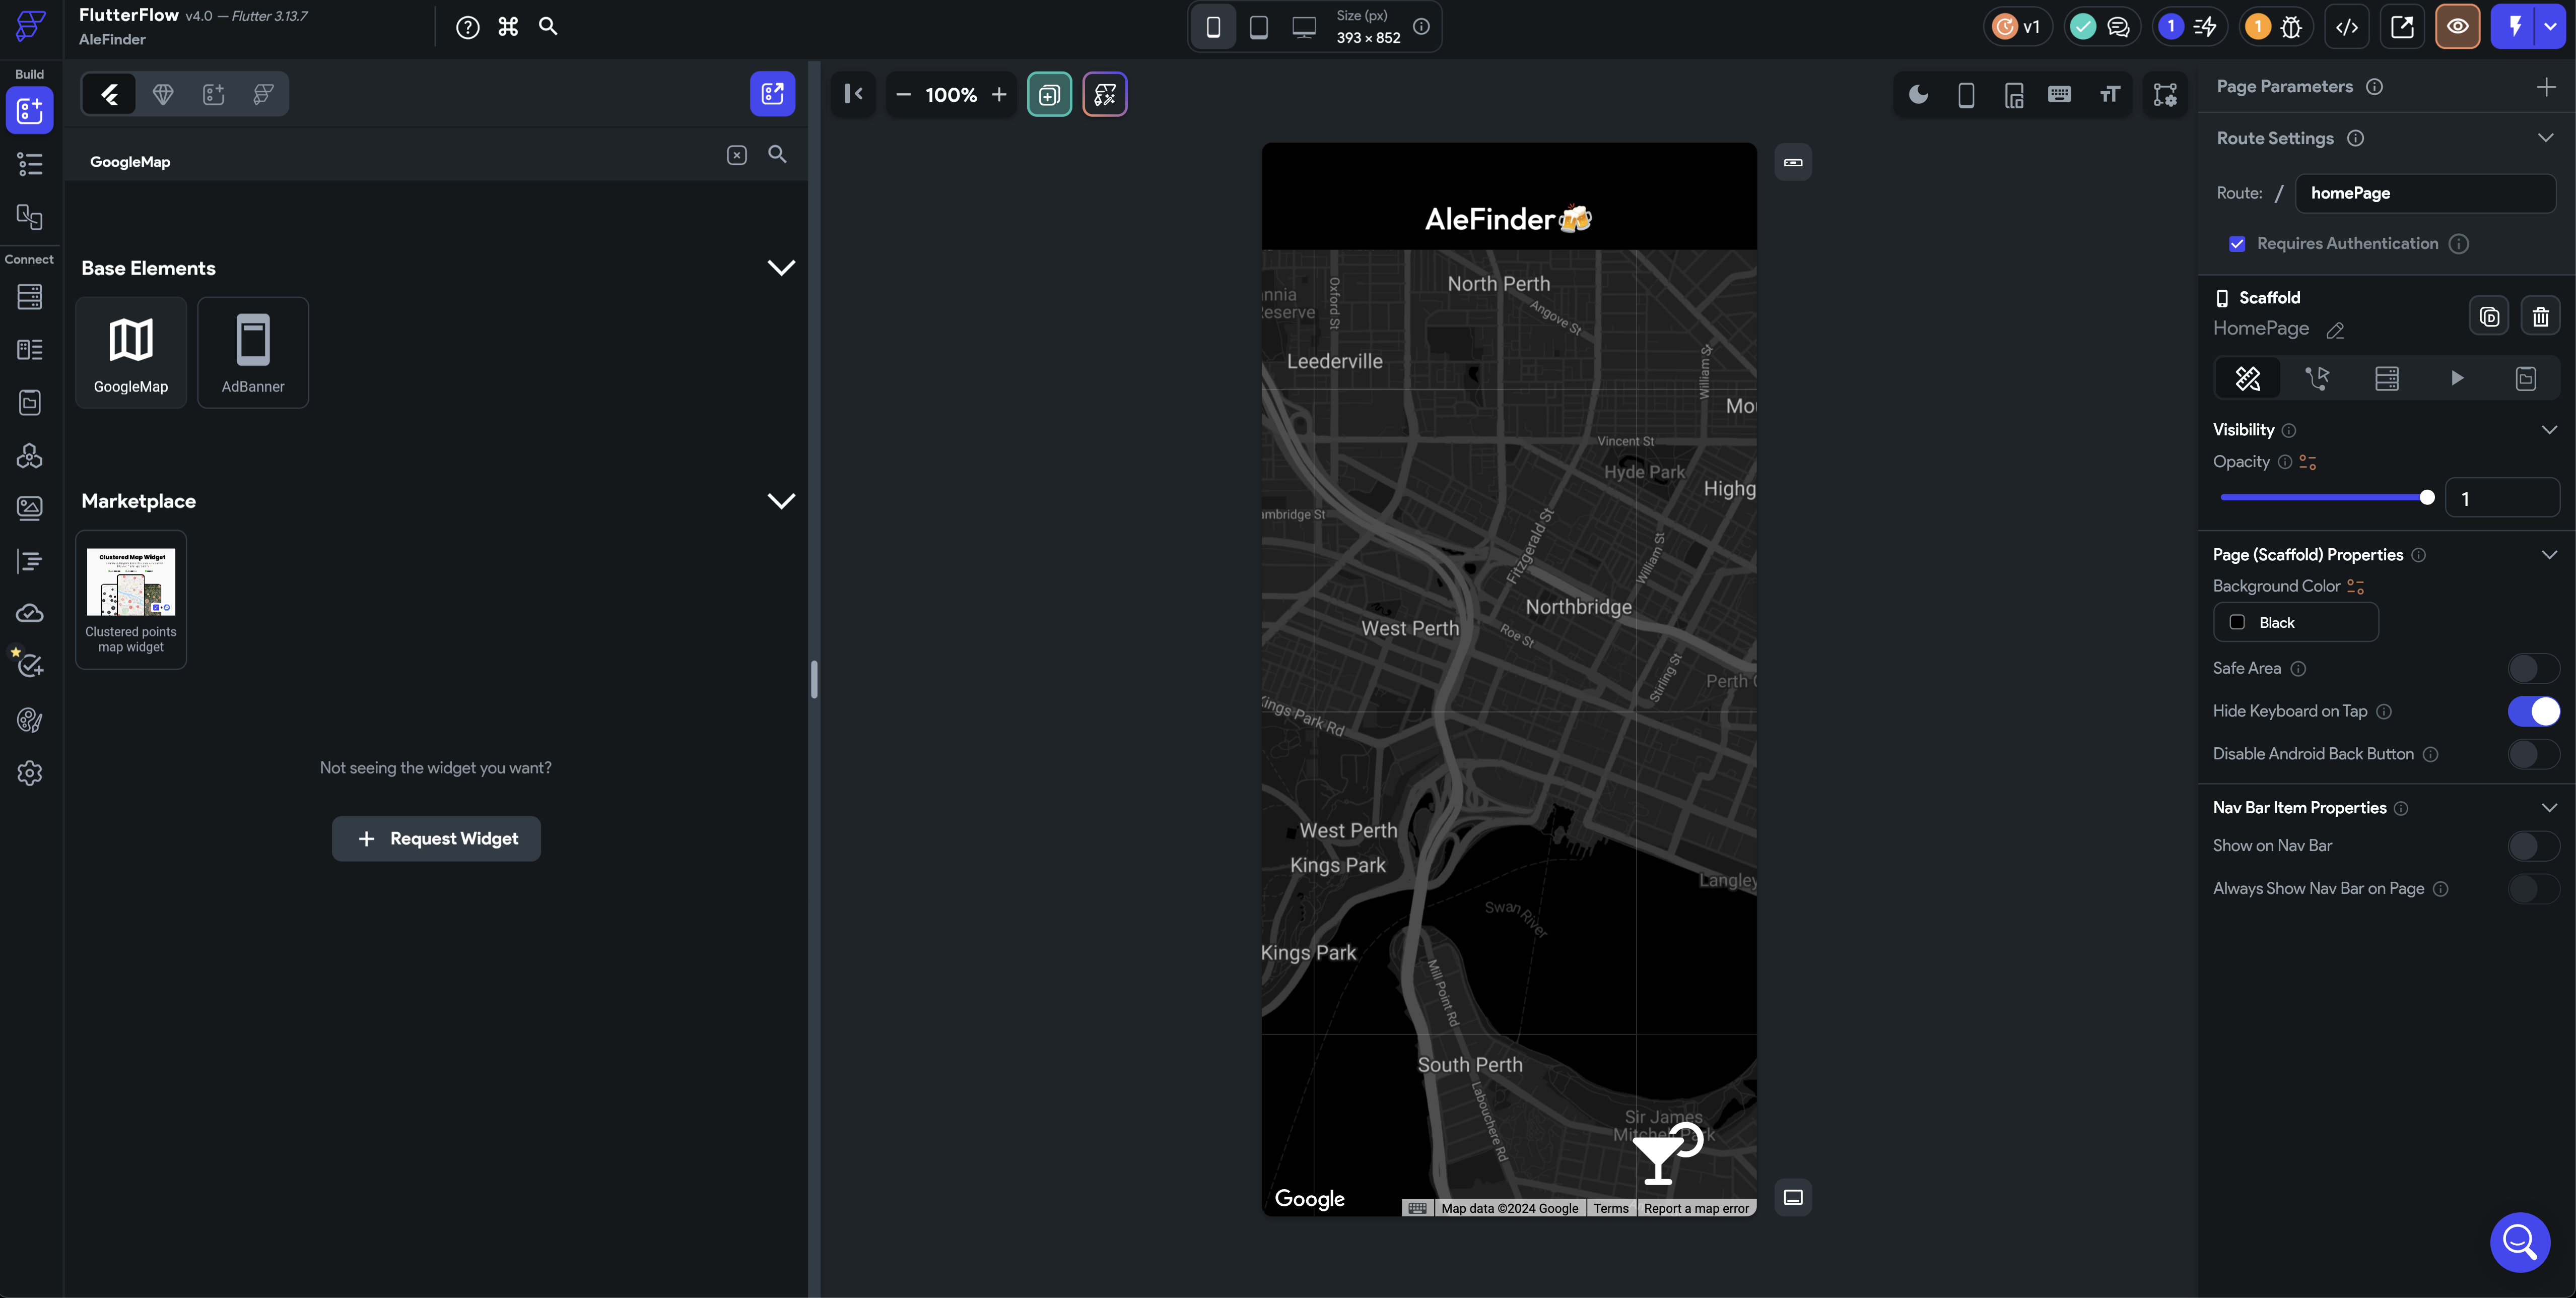 FlutterFlow v4.0 — Flutter 3.13.7
AleFinder
Size (px)
393 × 852
v1
1
1
Build
Connect
GoogleMap
Base Elements
GoogleMap
AdBanner
Marketplace
Clustered Map Widget
Clustered points
map widget
Not seeing the widget you want?
+ Request Widget
100%
AleFinder🍻
North Perth
Oxford St
Angove St
nnia
Reserve
Leederville
William St
Mou
Vincent St
Hyde Park
Highg
ambridge St
Fitzgerald St
William St
Northbridge
West Perth
Roe St
Stirling St
Perth
Kings Park Rd
West Perth
Kings Park
Langley
Swan River
Kings Park
Mill Point Rd
South Perth
Labouchere Rd
Sir James
Mitchell Park
Google
Map data ©2024 Google
Terms
Report a map error
Page Parameters
Route Settings
Route: / homePage
Requires Authentication
Scaffold
HomePage
Visibility
Opacity
1
Page (Scaffold) Properties
Background Color
Black
Safe Area
Hide Keyboard on Tap
Disable Android Back Button
Nav Bar Item Properties
Show on Nav Bar
Always Show Nav Bar on Page